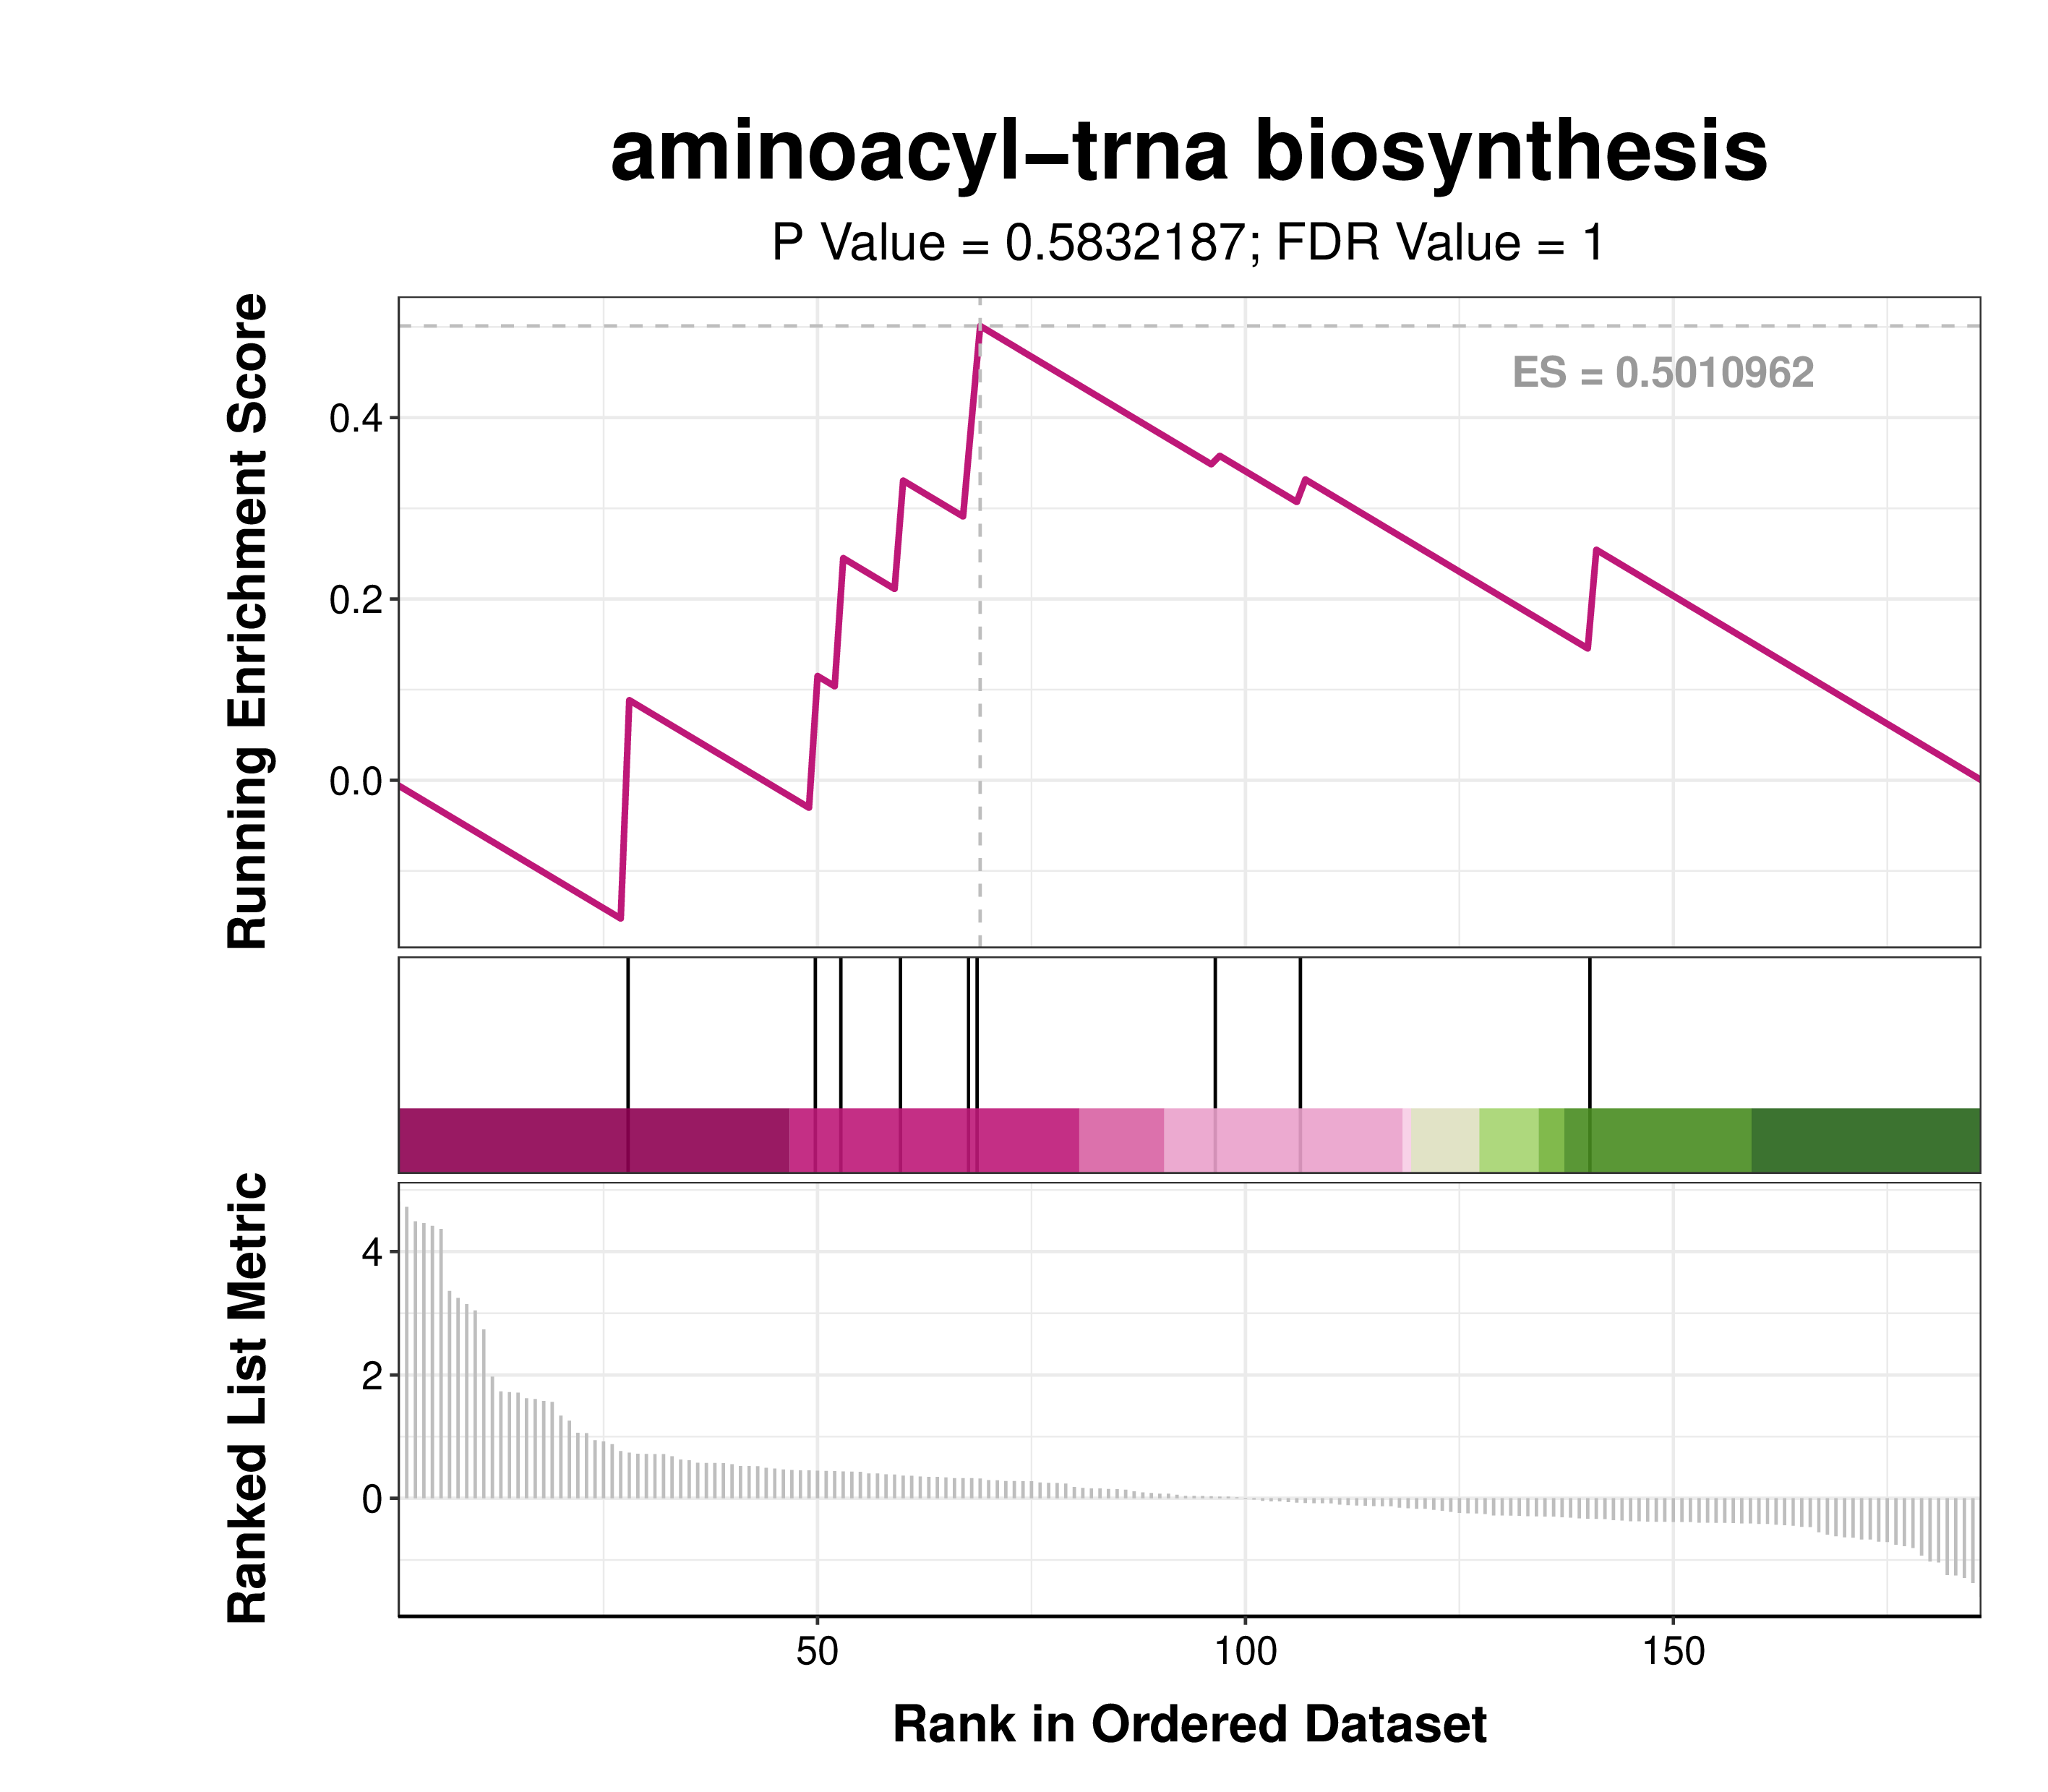 aminoacyl−trna biosynthesis
P Value = 0.5832187; FDR Value = 1
Running Enrichment Score
0.4
0.2
0.0
ES = 0.5010962
Ranked List Metric
4
2
0
50
100
150
Rank in Ordered Dataset